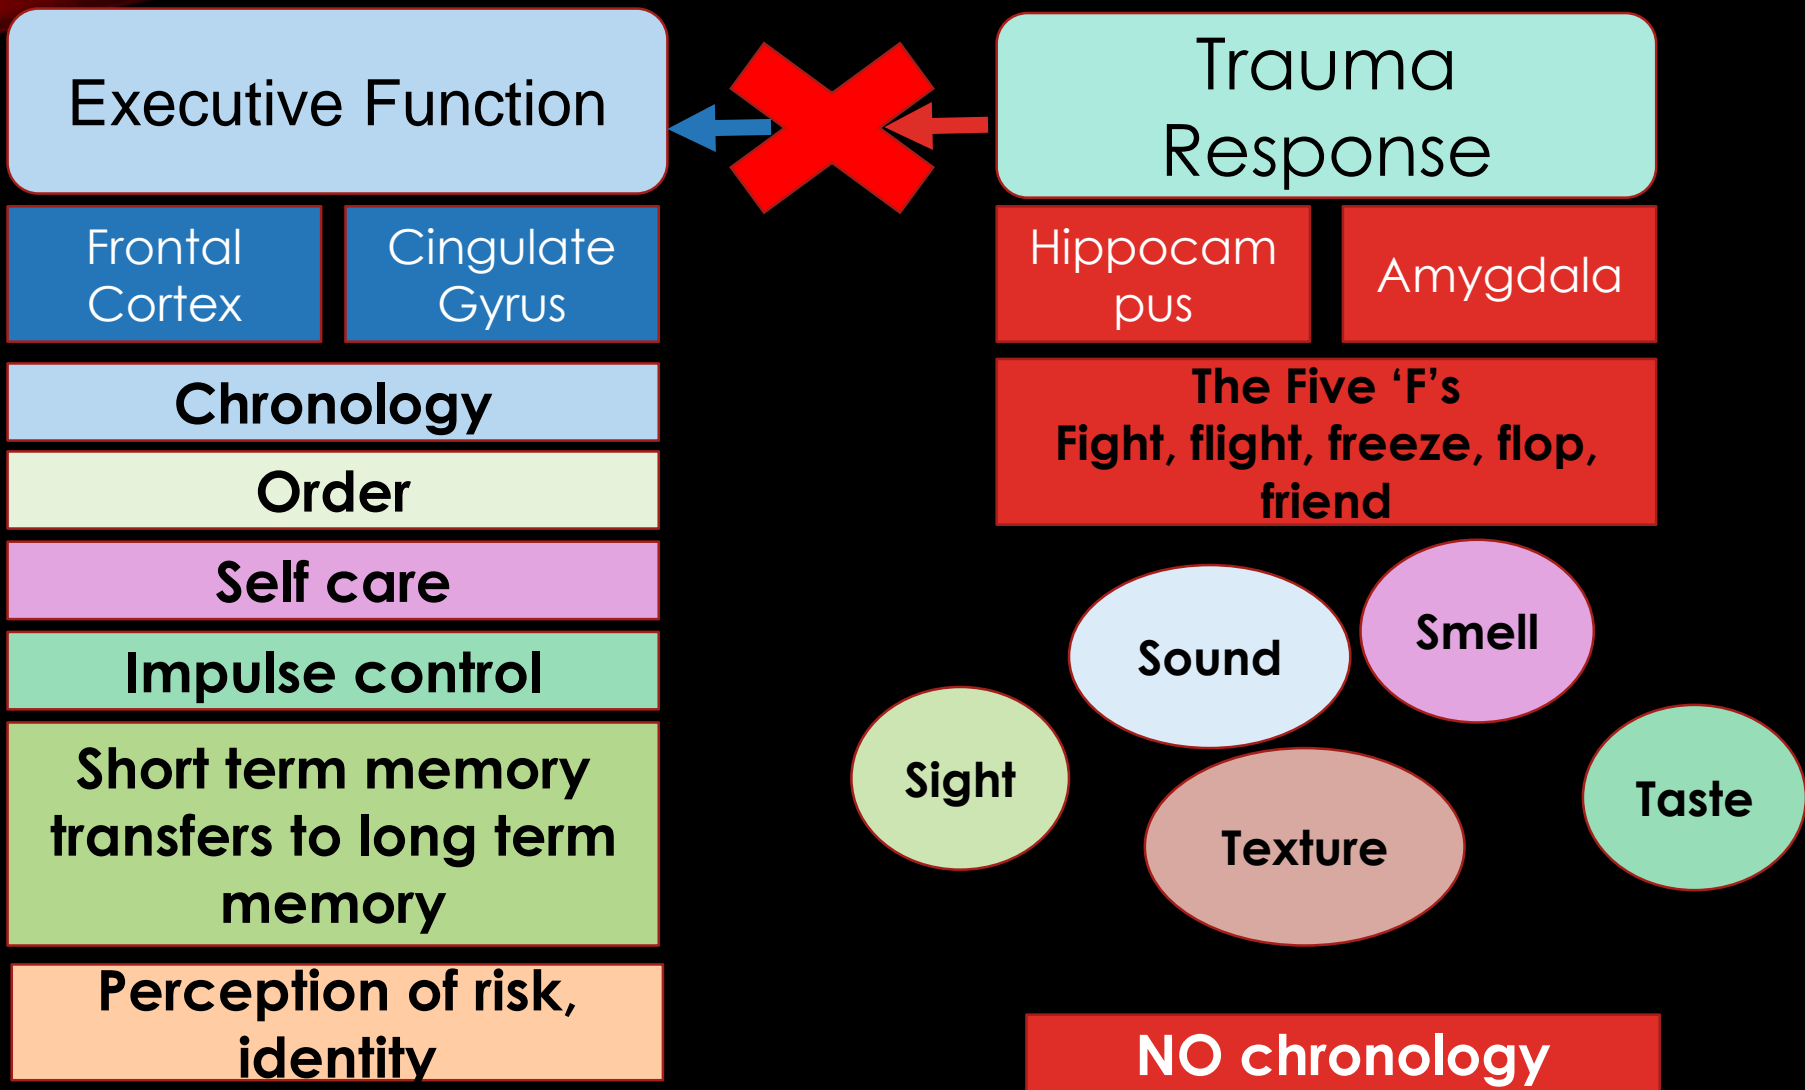 Executive Function
Frontal
Cortex
Cingulate
Gyrus
Chronology
Order
Self care
Impulse control
Short term memory
transfers to long term
memory
Perception of risk,
identity
Trauma
Response
Hippocam
pus
Amygdala
The Five ‘F’s
Fight, flight, freeze, flop,
friend
Sound
Smell
Sight
Texture
Taste
NO chronology